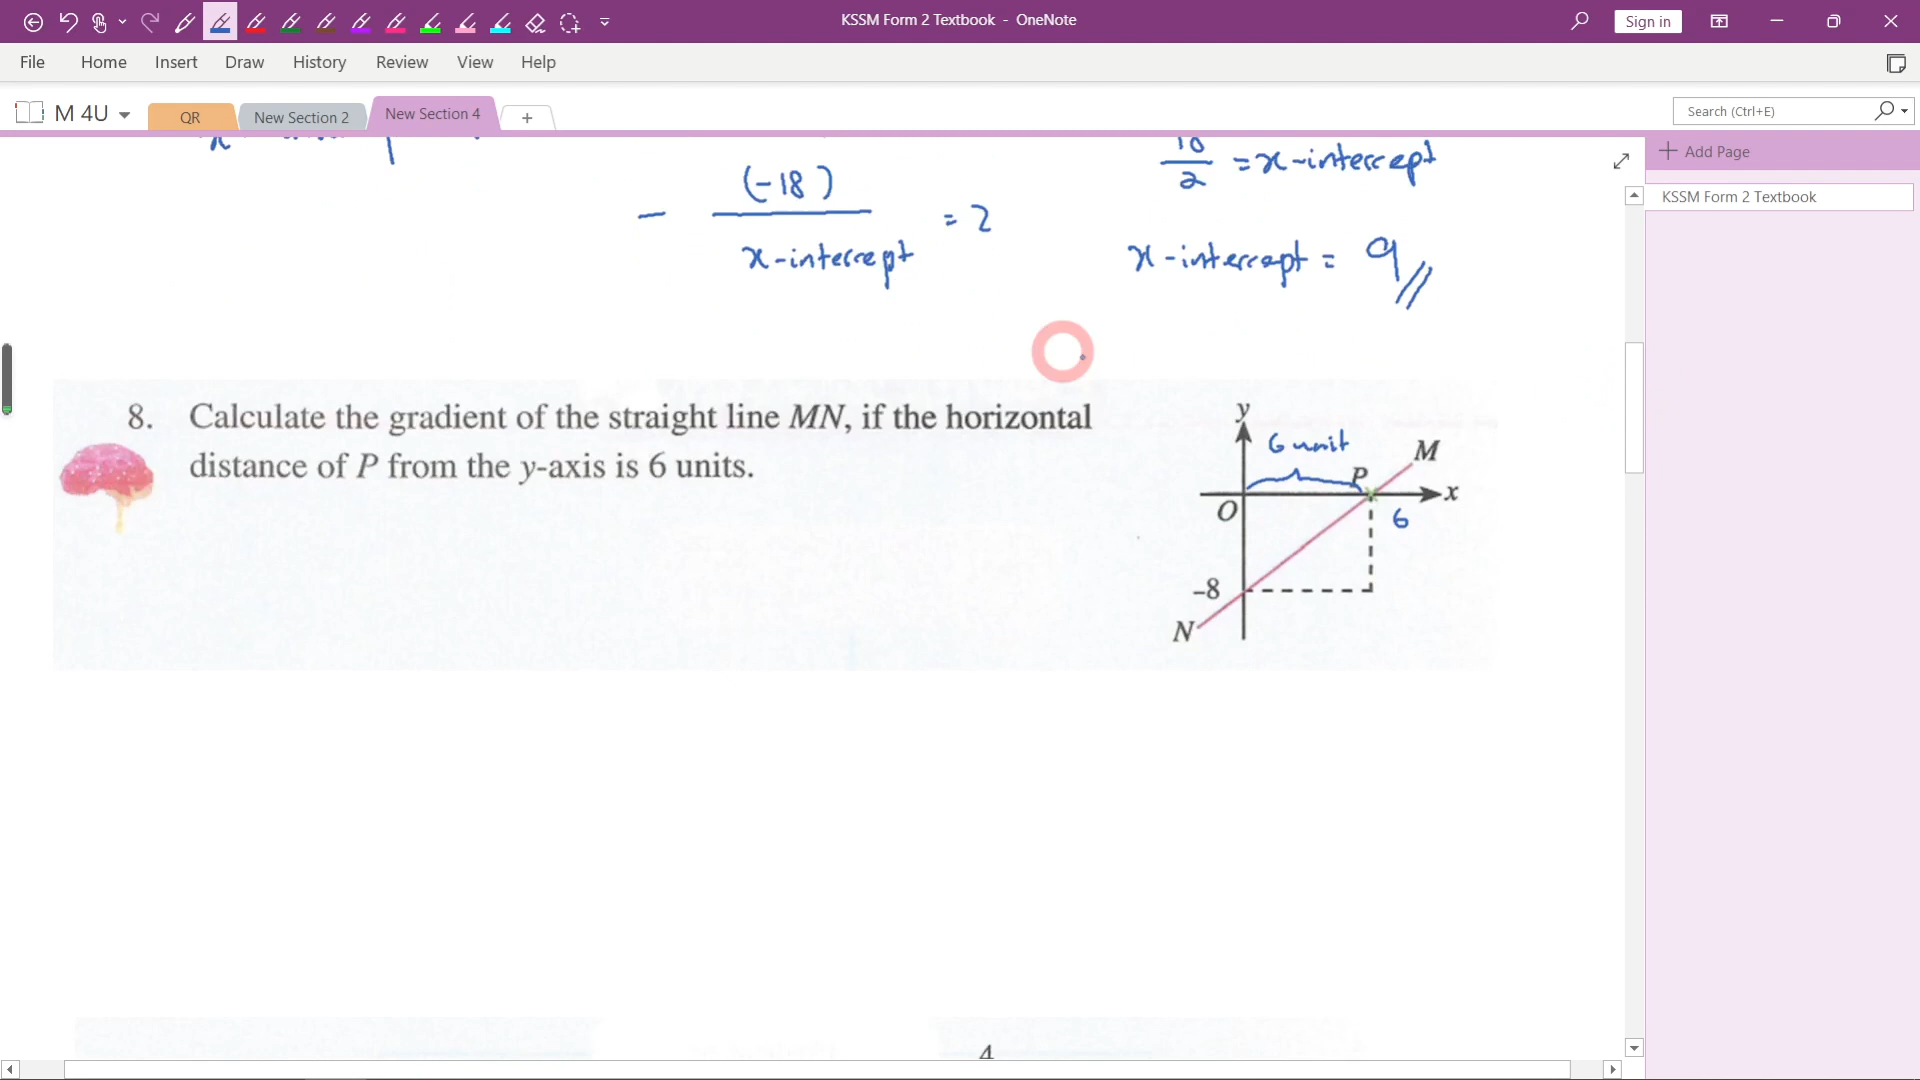 KSSM Form 2 Textbook - OneNote
Sign in
File Home Insert Draw History Review View Help
M 4U
QR
New Section 2
New Section 4
+
Search (Ctrl+E)
Add Page
KSSM Form 2 Textbook
18
2
= x-intercept
- (-18)
x-intercept
= 2
x-intercept = 9
8. Calculate the gradient of the straight line MN, if the horizontal
distance of P from the y-axis is 6 units.
y
6 unit
M
P
x
O
6
-8
N
4